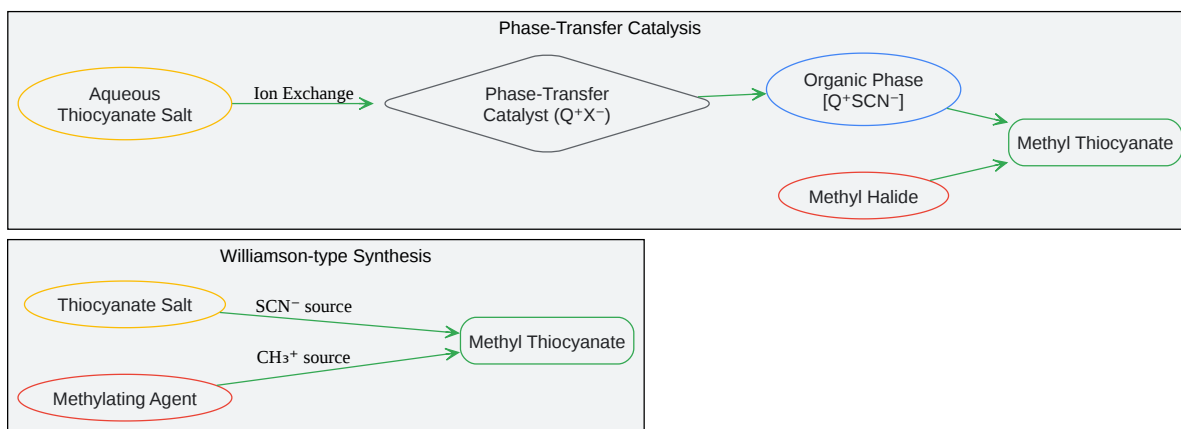 Phase-Transfer Catalysis
Aqueous
Thiocyanate Salt
Ion Exchange
Phase-Transfer
Catalyst (Q⁺X⁻)
Organic Phase
[Q⁺SCN⁻]
Methyl Thiocyanate
Methyl Halide
Williamson-type Synthesis
Thiocyanate Salt
SCN⁻ source
Methyl Thiocyanate
CH₃⁺ source
Methylating Agent